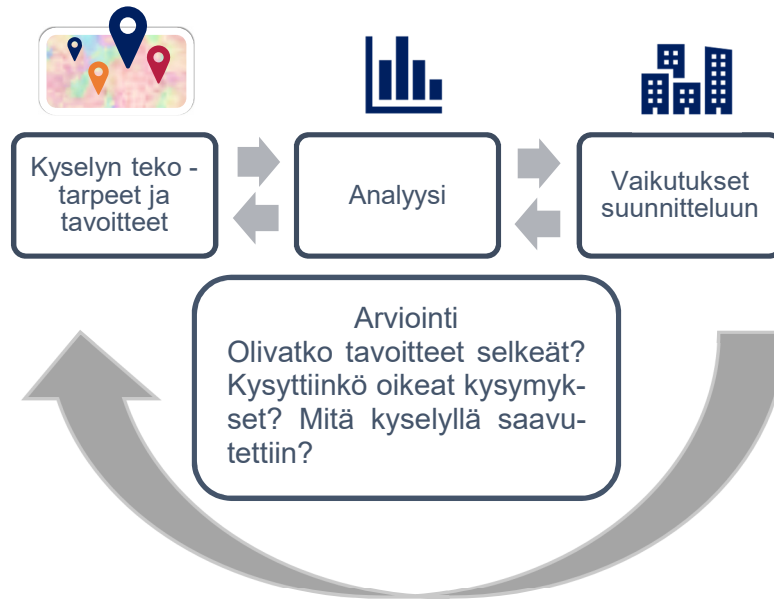 Kyselyn teko -
tarpeet ja
tavoitteet
Analyysi
Vaikutukset
suunnitteluun
Arviointi
Olivatko tavoitteet selkeät?
Kysyttiinkö oikeat kysymyk-
set? Mitä kyselyllä saavu-
tettiin?